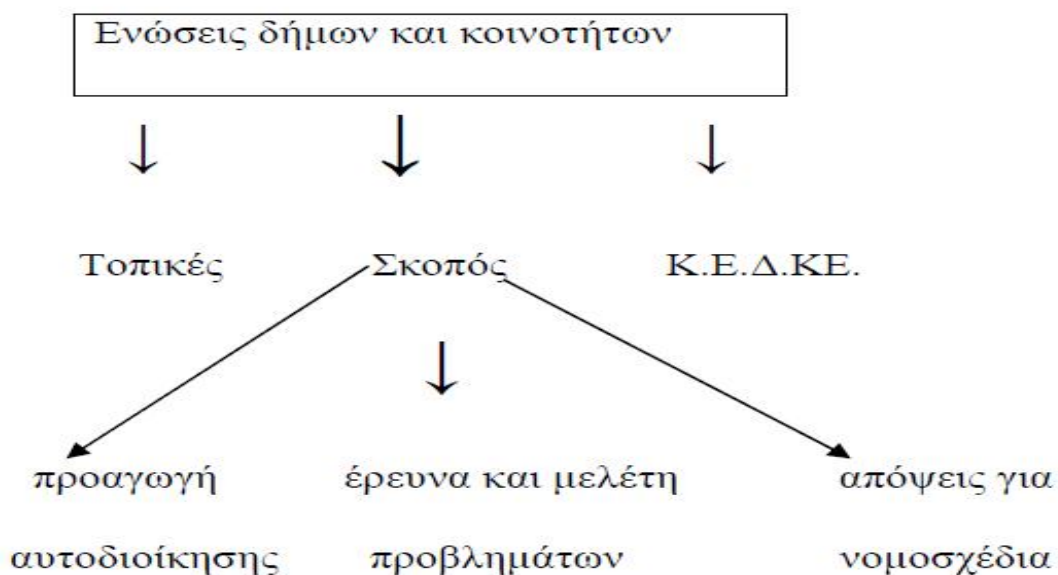 Ενώσεις δήμων και κοινοτήτων
Τοπικές Σκοπός Κ.Ε.Δ.ΚΕ.
προαγωγή έρευνα και μελέτη απόψεις για
αυτοδιοίκησης προβλημάτων νομοσχέδια